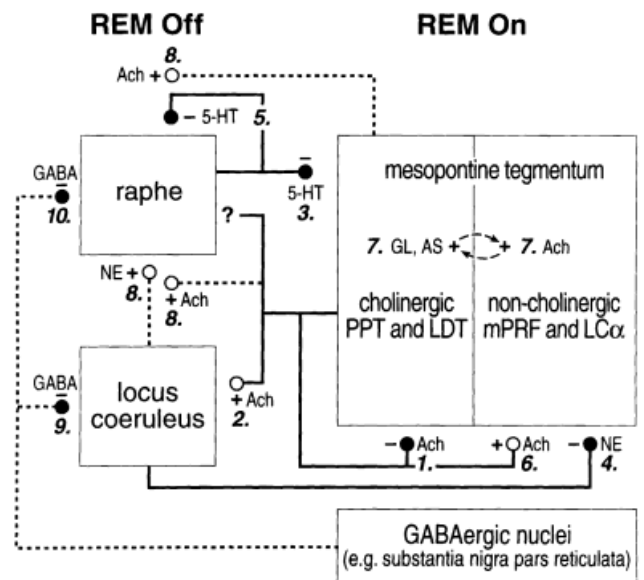 REM Off
REM On
8.
Ach + 
– 5-HT 5.
GABA
–
10.
raphe
–
5-HT
3.
?
mesopontine tegmentum
7. GL, AS +
+ 7. Ach
cholinergic
PPT and LDT
non-cholinergic
mPRF and LCα
NE +
8.
+ Ach
8.
GABA
–
9.
locus
coeruleus
+ Ach
2.
– Ach
1.
+ Ach
6.
– NE
4.
GABAergic nuclei
(e.g. substantia nigra pars reticulata)